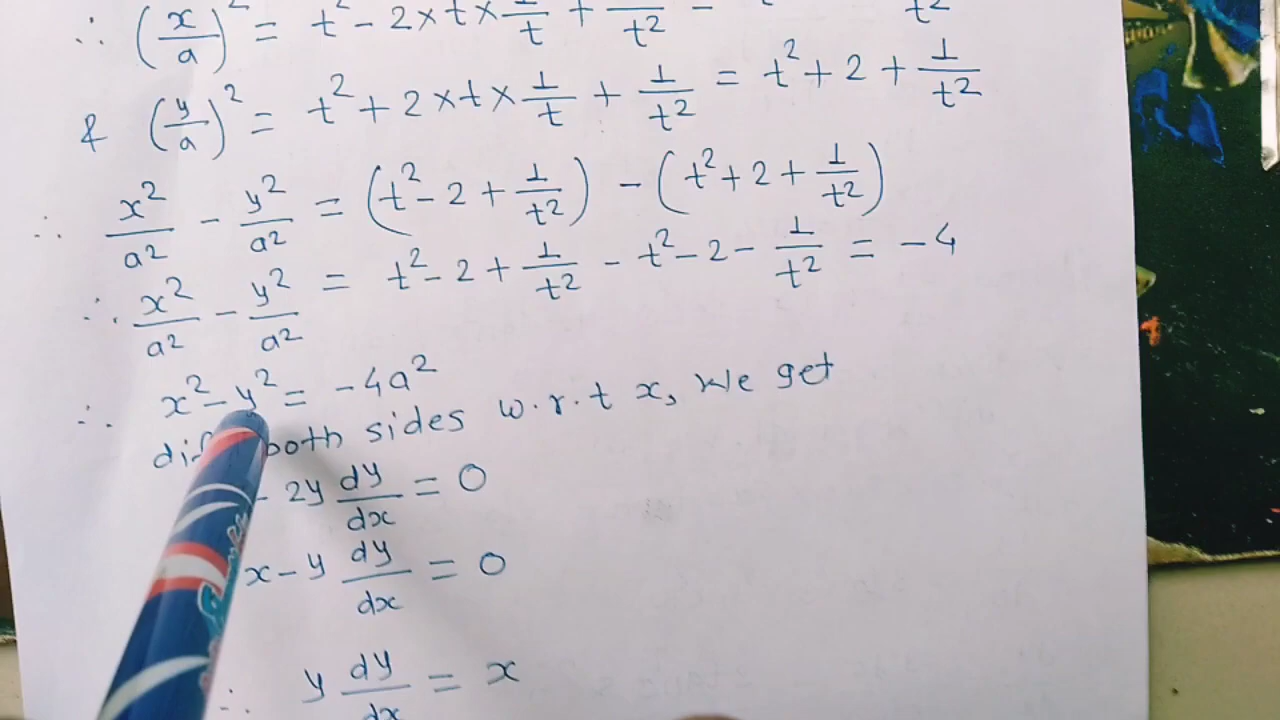 ∴ (x/a)² = t² - 2×t×1/t + 1/t² = t² 1/t²
& (y/a)² = t² + 2×t×1/t + 1/t² = t² + 2 + 1/t²
∴ x²/a² - y²/a² = (t² - 2 + 1/t²) - (t² + 2 + 1/t²)
∴ x²/a² - y²/a² = t² - 2 + 1/t² - t² - 2 - 1/t² = -4
∴ x² - y² = -4a²
both sides w.r.t x, We get
- 2y dy/dx = 0
x - y dy/dx = 0
∴ y dy/dx = x